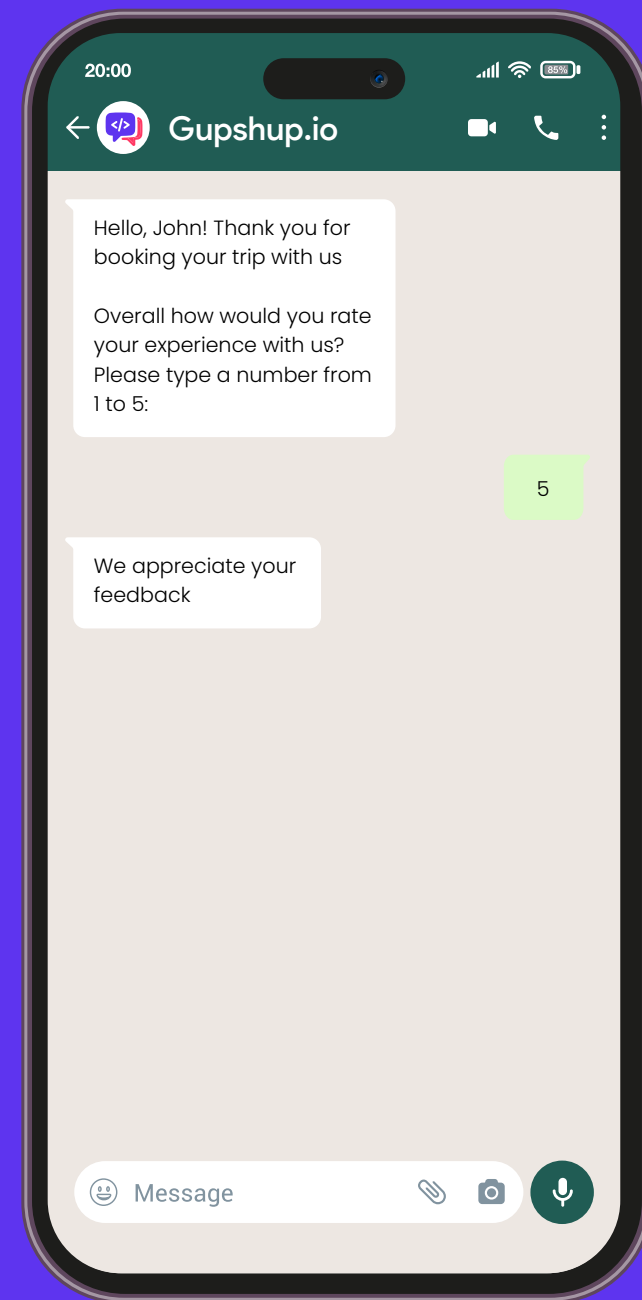 20:00
85%
</>
Gupshup.io
Hello, John! Thank you for
booking your trip with us
Overall how would you rate
your experience with us?
Please type a number from
1 to 5:
5
We appreciate your
feedback
Message